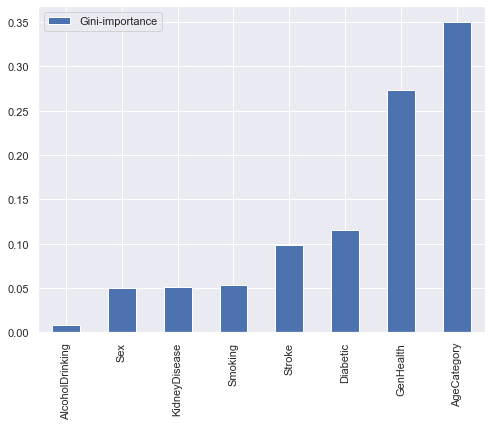 Gini-importance
0.35
0.30
0.25
0.20
0.15
0.10
0.05
0.00
AlcoholDrinking
Sex
KidneyDisease
Smoking
Stroke
Diabetic
GenHealth
AgeCategory